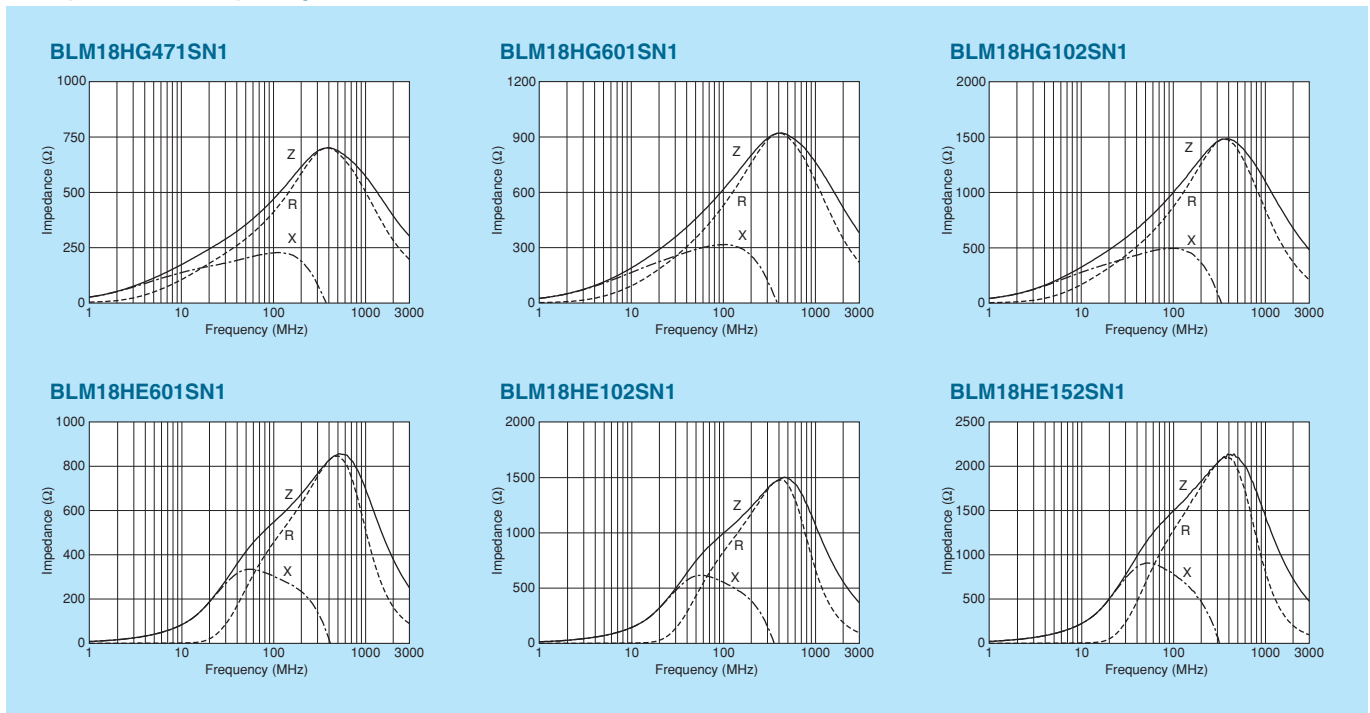 BLM18HG471SN1
1000
750
500
250
0
Impedance (Ω)
Z
R
X
1 10 100 1000 3000
Frequency (MHz)
BLM18HG601SN1
1200
900
600
300
0
Impedance (Ω)
Z
R
X
1 10 100 1000 3000
Frequency (MHz)
BLM18HG102SN1
2000
1500
1000
500
0
Impedance (Ω)
Z
R
X
1 10 100 1000 3000
Frequency (MHz)
BLM18HE601SN1
1000
800
600
400
200
0
Impedance (Ω)
Z
R
X
1 10 100 1000 3000
Frequency (MHz)
BLM18HE102SN1
2000
1500
1000
500
0
Impedance (Ω)
Z
R
X
1 10 100 1000 3000
Frequency (MHz)
BLM18HE152SN1
2500
2000
1500
1000
500
0
Impedance (Ω)
Z
R
X
1 10 100 1000 3000
Frequency (MHz)